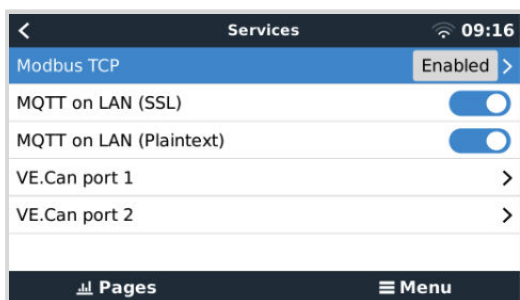 Services 09:16
Modbus TCP Enabled
MQTT on LAN (SSL)
MQTT on LAN (Plaintext)
VE.Can port 1
VE.Can port 2
Pages Menu